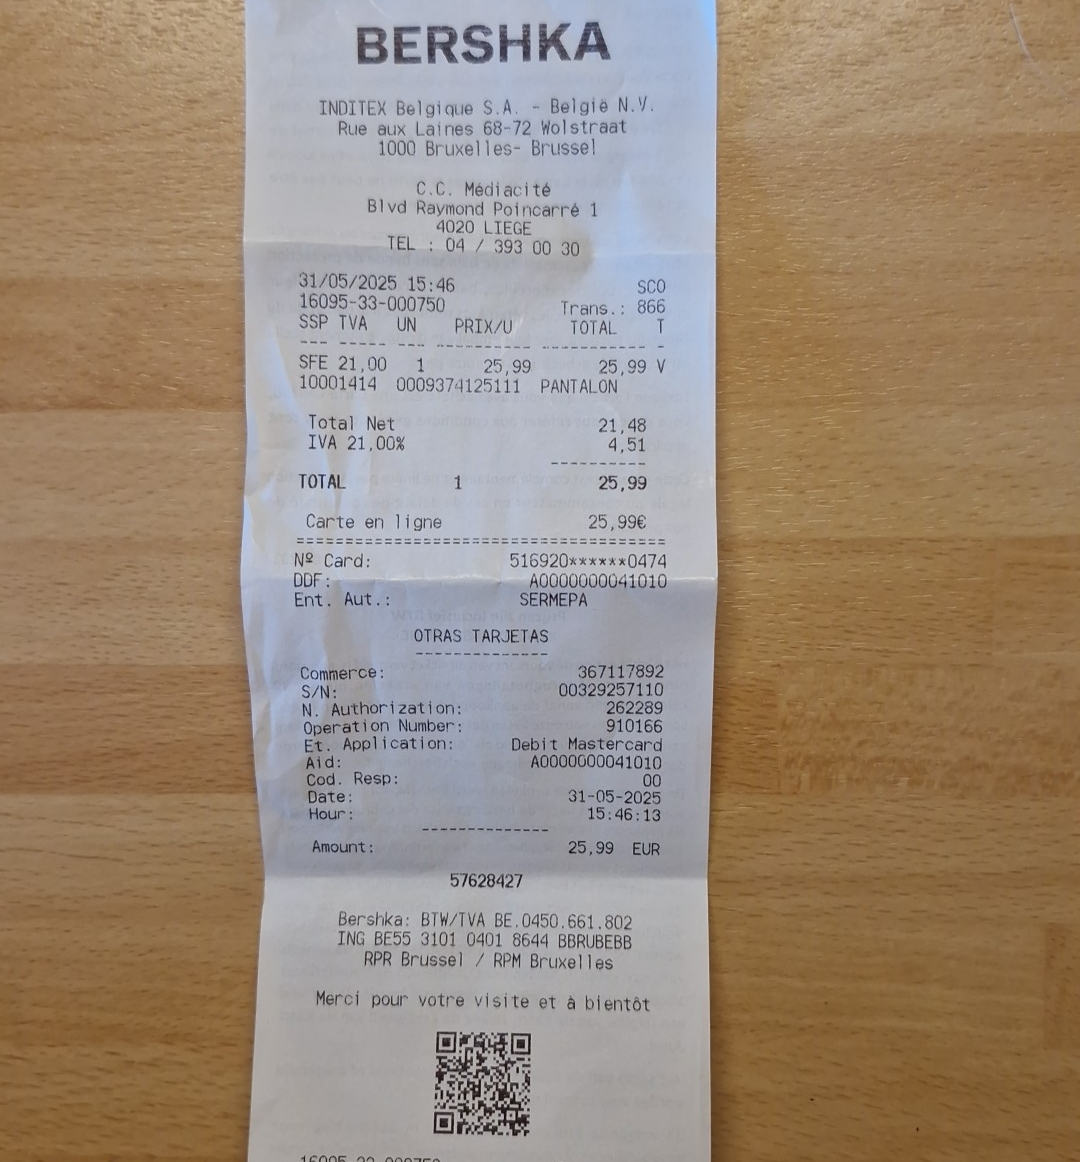 BERSHKA
INDITEX Belgique S.A. - België N.V.
Rue aux Laines 68-72 Wolstraat
1000 Bruxelles- Brussel
C.C. Médiacité
Blvd Raymond Poincarré 1
4020 LIEGE
TEL : 04 / 393 00 30
31/05/2025 15:46 SCO
16095-33-000750 Trans.: 866
SSP TVA UN PRIX/U TOTAL T
--- ------ --- ----------- ------------ -
SFE 21,00 1 25,99 25,99 V
10001414 0009374125111 PANTALON
Total Net 21,48
IVA 21,00% 4,51
----------
TOTAL 1 25,99
Carte en ligne 25,99€
========================================
Nº Card: 516920******0474
DDF: A0000000041010
Ent. Aut.: SERMEPA
OTRAS TARJETAS
--------------
Commerce: 367117892
S/N: 00329257110
N. Authorization: 262289
Operation Number: 910166
Et. Application: Debit Mastercard
Aid: A0000000041010
Cod. Resp: 00
Date: 31-05-2025
Hour: 15:46:13
-------------
Amount: 25,99 EUR
57628427
Bershka: BTW/TVA BE.0450.661.802
ING BE55 3101 0401 8644 BBRUBEBB
RPR Brussel / RPM Bruxelles
Merci pour votre visite et à bientôt